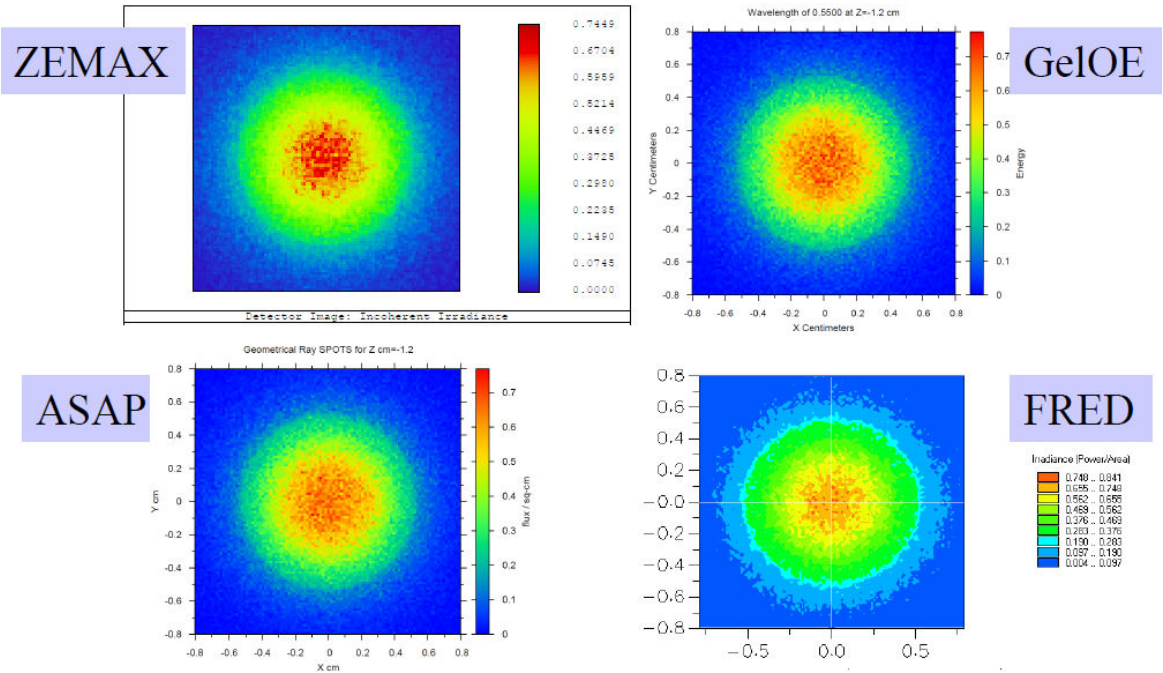 ZEMAX
0.7449
0.6704
0.5959
0.5214
0.4469
0.3725
0.2980
0.2235
0.1490
0.0745
0.0000
Detector Image: Incoherent Irradiance
Wavelength of 0.5500 at Z=-1.2 cm
GelOE
0.8
0.6
0.4
0.2
0
-0.2
-0.4
-0.6
-0.8
Y Centimeters
-0.8 -0.6 -0.4 -0.2 0 0.2 0.4 0.6 0.8
X Centimeters
0.7
0.6
0.5
0.4
0.3
0.2
0.1
0
Energy
Geometrical Ray SPOTS for Z cm=-1.2
ASAP
0.8
0.6
0.4
0.2
0
-0.2
-0.4
-0.6
-0.8
Y cm
-0.8 -0.6 -0.4 -0.2 0 0.2 0.4 0.6 0.8
X cm
0.7
0.6
0.5
0.4
0.3
0.2
0.1
0
flux / sq-cm
FRED
0.8
0.6
0.4
0.2
-0.0
-0.2
-0.4
-0.6
-0.8
-0.5 0.0 0.5
Irradiance (Power/Area)
0.748 .. 0.841
0.655 .. 0.748
0.562 .. 0.655
0.469 .. 0.562
0.376 .. 0.469
0.283 .. 0.376
0.190 .. 0.283
0.097 .. 0.190
0.004 .. 0.097